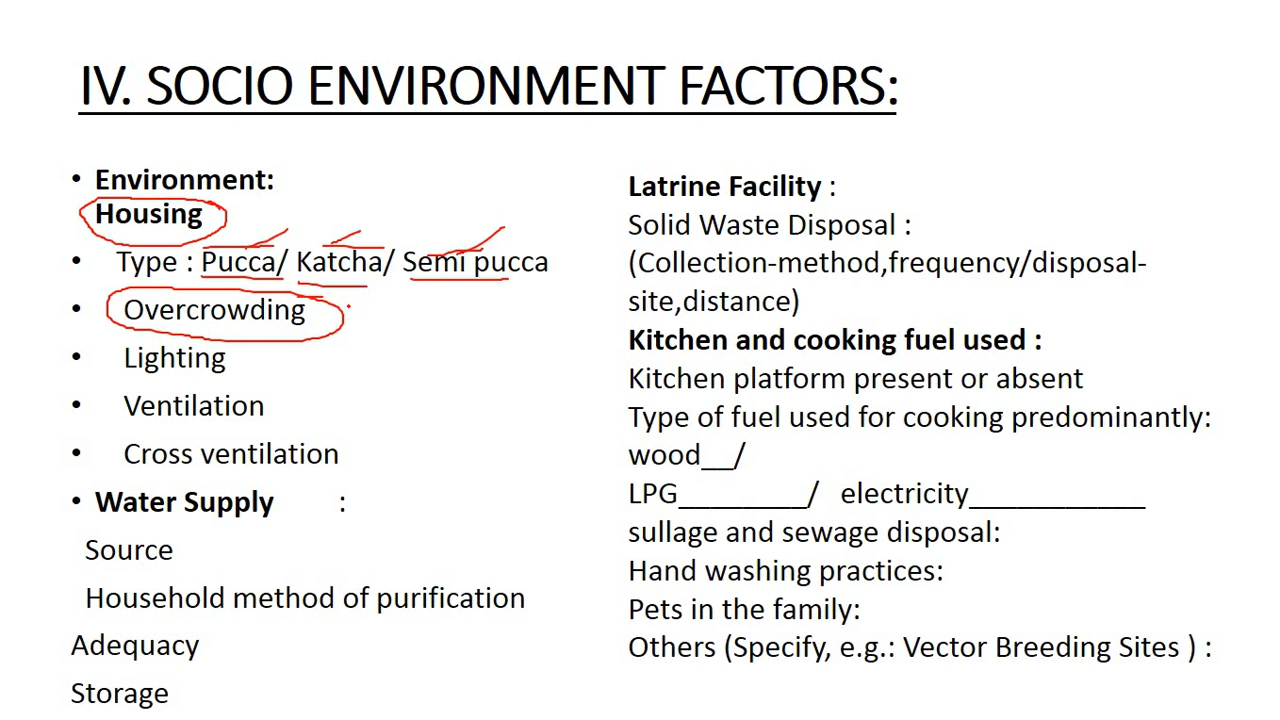 IV. SOCIO ENVIRONMENT FACTORS:
• Environment:
Housing
• Type : Pucca/ Katcha/ Semi pucca
• Overcrowding
• Lighting
• Ventilation
• Cross ventilation
• Water Supply :
Source
Household method of purification
Adequacy
Storage
Latrine Facility :
Solid Waste Disposal :
(Collection-method,frequency/disposal-
site,distance)
Kitchen and cooking fuel used :
Kitchen platform present or absent
Type of fuel used for cooking predominantly:
wood__/
LPG________/ electricity___________
sullage and sewage disposal:
Hand washing practices:
Pets in the family:
Others (Specify, e.g.: Vector Breeding Sites ) :